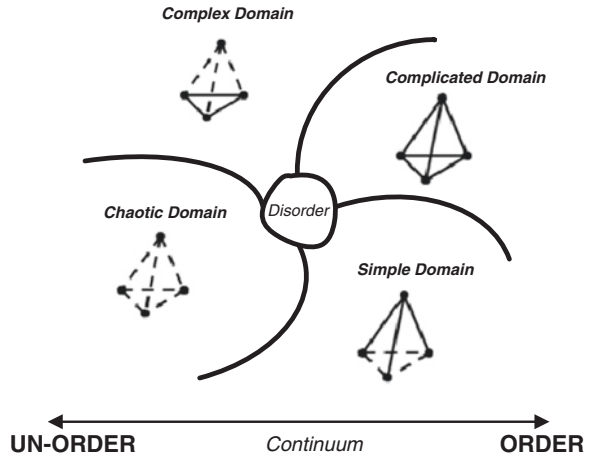 Complex Domain
Complicated Domain
Disorder
Chaotic Domain
Simple Domain
UN-ORDER
Continuum
ORDER